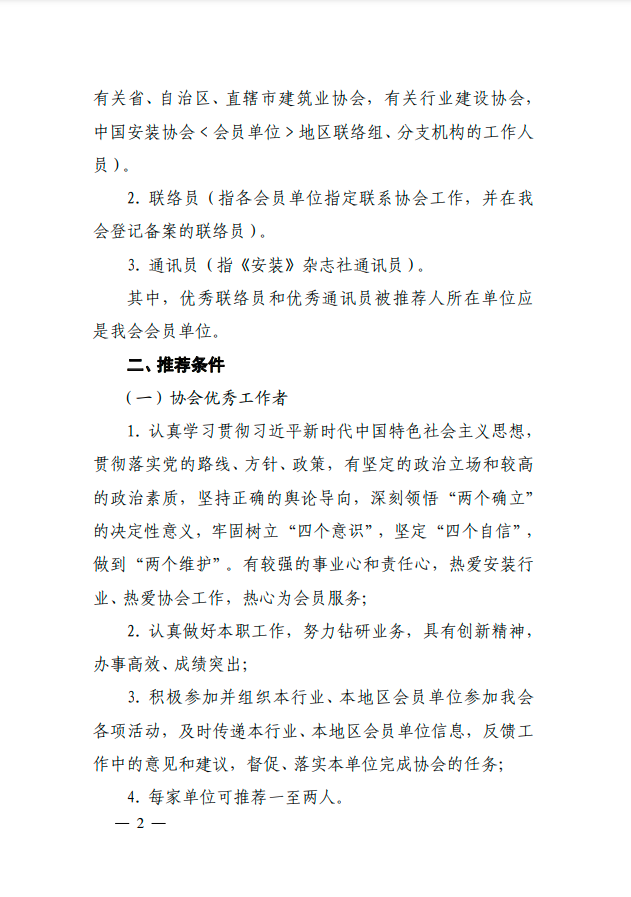 有关省、自治区、直辖市建筑业协会，有关行业建设协会，
中国安装协会＜会员单位＞地区联络组、分支机构的工作人
员）。
2. 联络员（指各会员单位指定联系协会工作，并在我
会登记备案的联络员）。
3. 通讯员（指《安装》杂志社通讯员）。
其中，优秀联络员和优秀通讯员被推荐人所在单位应
是我会会员单位。
二、推荐条件
（一）协会优秀工作者
1. 认真学习贯彻习近平新时代中国特色社会主义思想，
贯彻落实党的路线、方针、政策，有坚定的政治立场和较高
的政治素质，坚持正确的舆论导向，深刻领悟“两个确立”
的决定性意义，牢固树立“四个意识”，坚定“四个自信”，
做到“两个维护”。有较强的事业心和责任心，热爱安装行
业、热爱协会工作，热心为会员服务；
2. 认真做好本职工作，努力钻研业务，具有创新精神，
办事高效、成绩突出；
3. 积极参加并组织本行业、本地区会员单位参加我会
各项活动，及时传递本行业、本地区会员单位信息，反馈工
作中的意见和建议，督促、落实本单位完成协会的任务；
4. 每家单位可推荐一至两人。
— 2 —